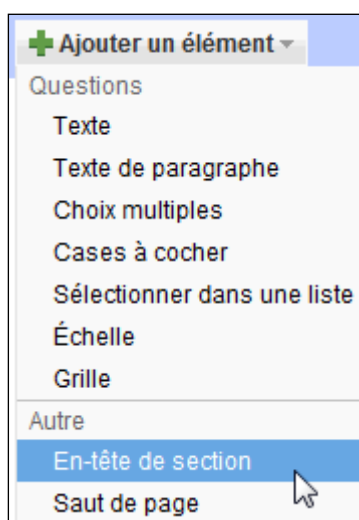 Ajouter un élément
Questions
Texte
Texte de paragraphe
Choix multiples
Cases à cocher
Sélectionner dans une liste
Échelle
Grille
Autre
En-tête de section
Saut de page